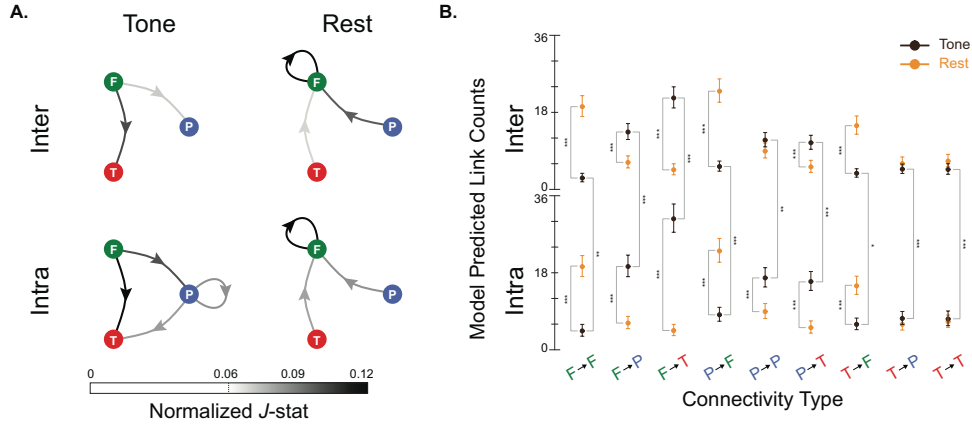 A.
Tone
Rest
Inter
F
P
T
F
P
T
Intra
F
P
T
F
P
T
0
0.06
0.09
0.12
Normalized J-stat
B.
Tone
Rest
Model Predicted Link Counts
Inter
Intra
36
18
0
36
18
0
***
***
***
***
***
***
***
***
***
***
***
***
***
***
**
***
***
**
***
*
***
***
F→F
F→P
F→T
P→F
P→P
P→T
T→F
T→P
T→T
Connectivity Type